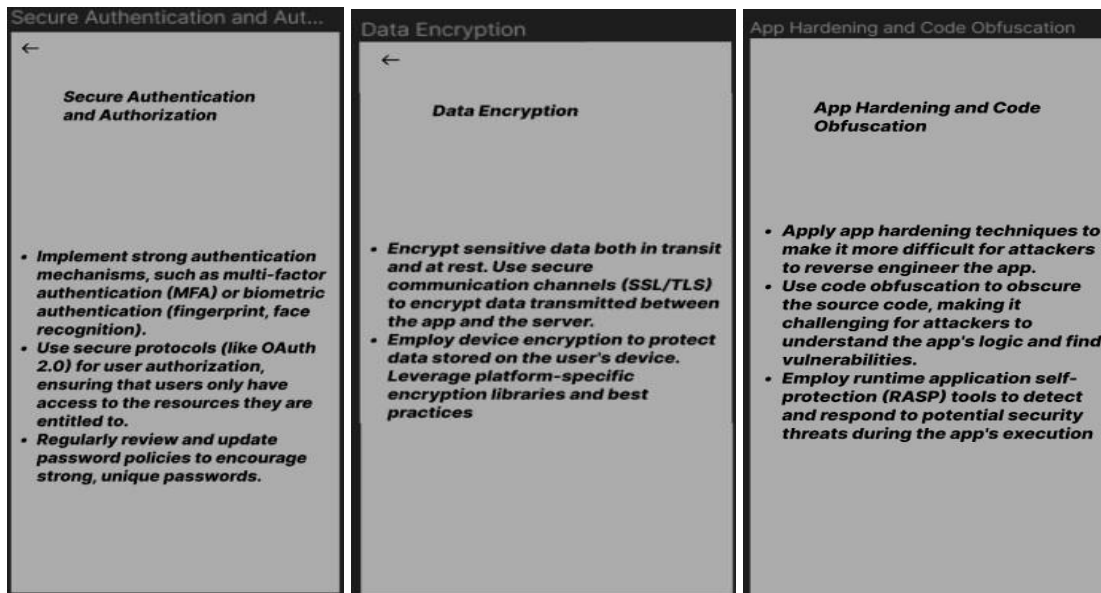 Secure Authentication and Aut...
←
Secure Authentication
and Authorization
• Implement strong authentication
mechanisms, such as multi-factor
authentication (MFA) or biometric
authentication (fingerprint, face
recognition).
• Use secure protocols (like OAuth
2.0) for user authorization,
ensuring that users only have
access to the resources they are
entitled to.
• Regularly review and update
password policies to encourage
strong, unique passwords.
Data Encryption
←
Data Encryption
• Encrypt sensitive data both in transit
and at rest. Use secure
communication channels (SSL/TLS)
to encrypt data transmitted between
the app and the server.
• Employ device encryption to protect
data stored on the user's device.
Leverage platform-specific
encryption libraries and best
practices
App Hardening and Code Obfuscation
App Hardening and Code
Obfuscation
• Apply app hardening techniques to
make it more difficult for attackers
to reverse engineer the app.
• Use code obfuscation to obscure
the source code, making it
challenging for attackers to
understand the app's logic and find
vulnerabilities.
• Employ runtime application self-
protection (RASP) tools to detect
and respond to potential security
threats during the app's execution